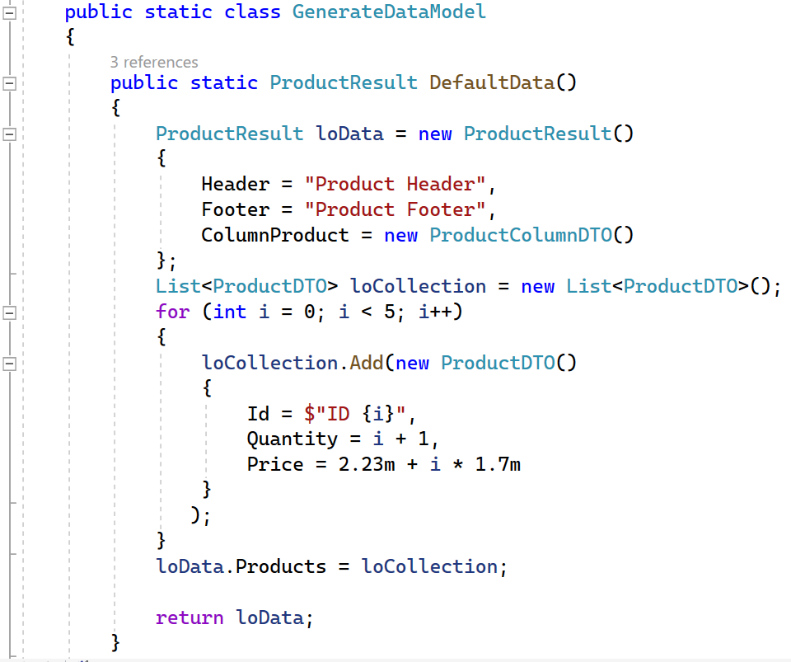 public static class GenerateDataModel
{
3 references
public static ProductResult DefaultData()
{
ProductResult loData = new ProductResult()
{
Header = "Product Header",
Footer = "Product Footer",
ColumnProduct = new ProductColumnDTO()
};
List<ProductDTO> loCollection = new List<ProductDTO>();
for (int i = 0; i < 5; i++)
{
loCollection.Add(new ProductDTO()
{
Id = $"ID {i}",
Quantity = i + 1,
Price = 2.23m + i * 1.7m
}
);
}
loData.Products = loCollection;
return loData;
}